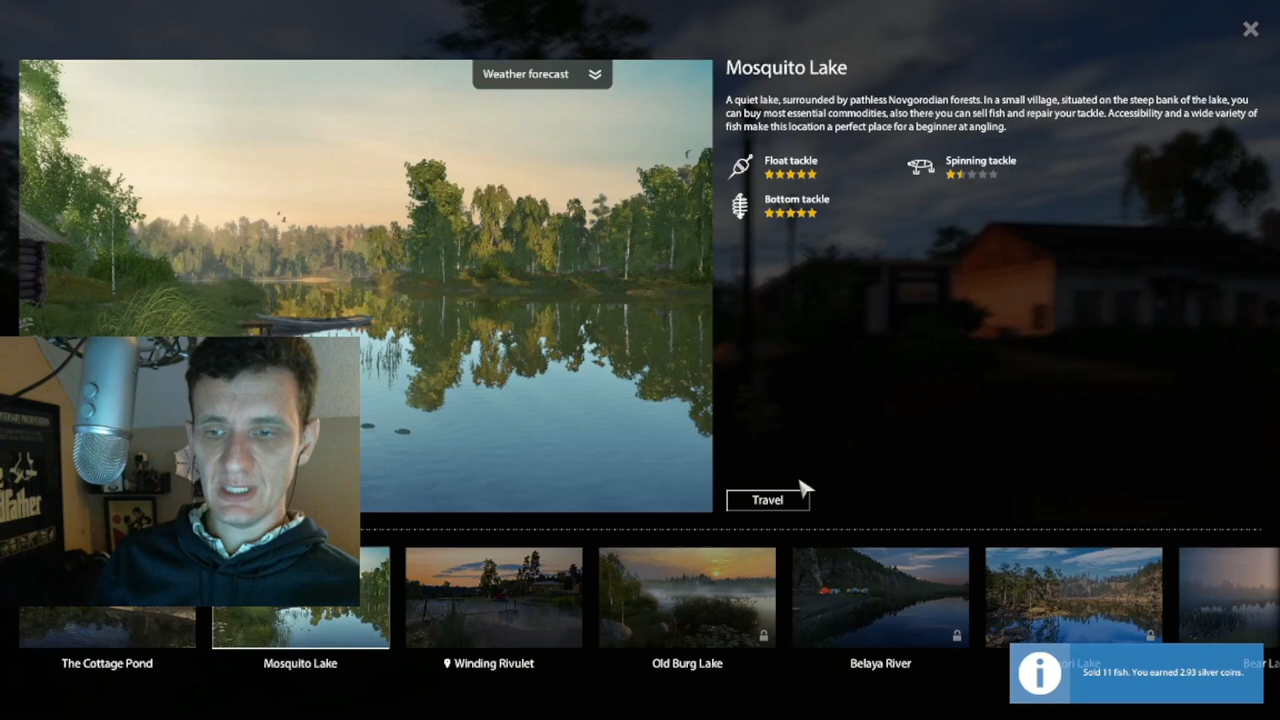 Weather forecast
Mosquito Lake
A quiet lake, surrounded by pathless Novgorodian forests. In a small village, situated on the steep bank of the lake, you
can buy most essential commodities, also there you can sell fish and repair your tackle. Accessibility and a wide variety of
fish make this location a perfect place for a beginner at angling.
Float tackle
Spinning tackle
Bottom tackle
Travel
The Cottage Pond
Mosquito Lake
Winding Rivulet
Old Burg Lake
Belaya River
ori Lake
Bear La
Sold 11 fish. You earned 2.93 silver coins.